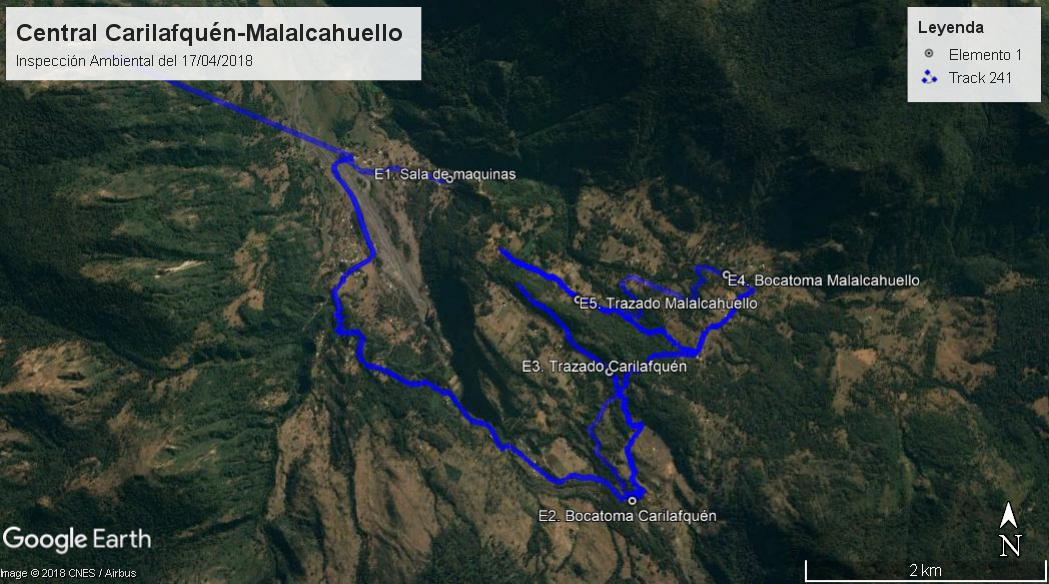 Central Carilafquén-Malalcahuello
Inspección Ambiental del 17/04/2018
Leyenda
Elemento 1
Track 241
E1. Sala de maquinas
E4. Bocatoma Malalcahuello
E5. Trazado Malalcahuello
E3. Trazado Carilafquén
E2. Bocatoma Carilafquén
Google Earth
N
Image © 2018 CNES / Airbus
2 km